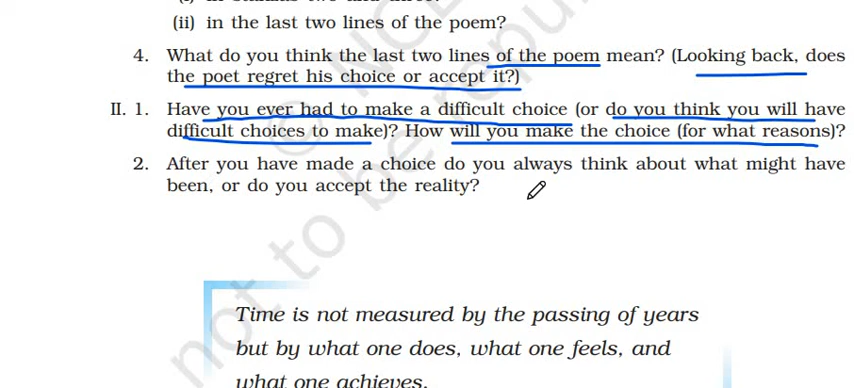 (ii) in the last two lines of the poem?
4. What do you think the last two lines of the poem mean? (Looking back, does
the poet regret his choice or accept it?)
II. 1. Have you ever had to make a difficult choice (or do you think you will have
difficult choices to make)? How will you make the choice (for what reasons)?
2. After you have made a choice do you always think about what might have
been, or do you accept the reality?
Time is not measured by the passing of years
but by what one does, what one feels, and
what one achieves.
not to be republ
© NCE